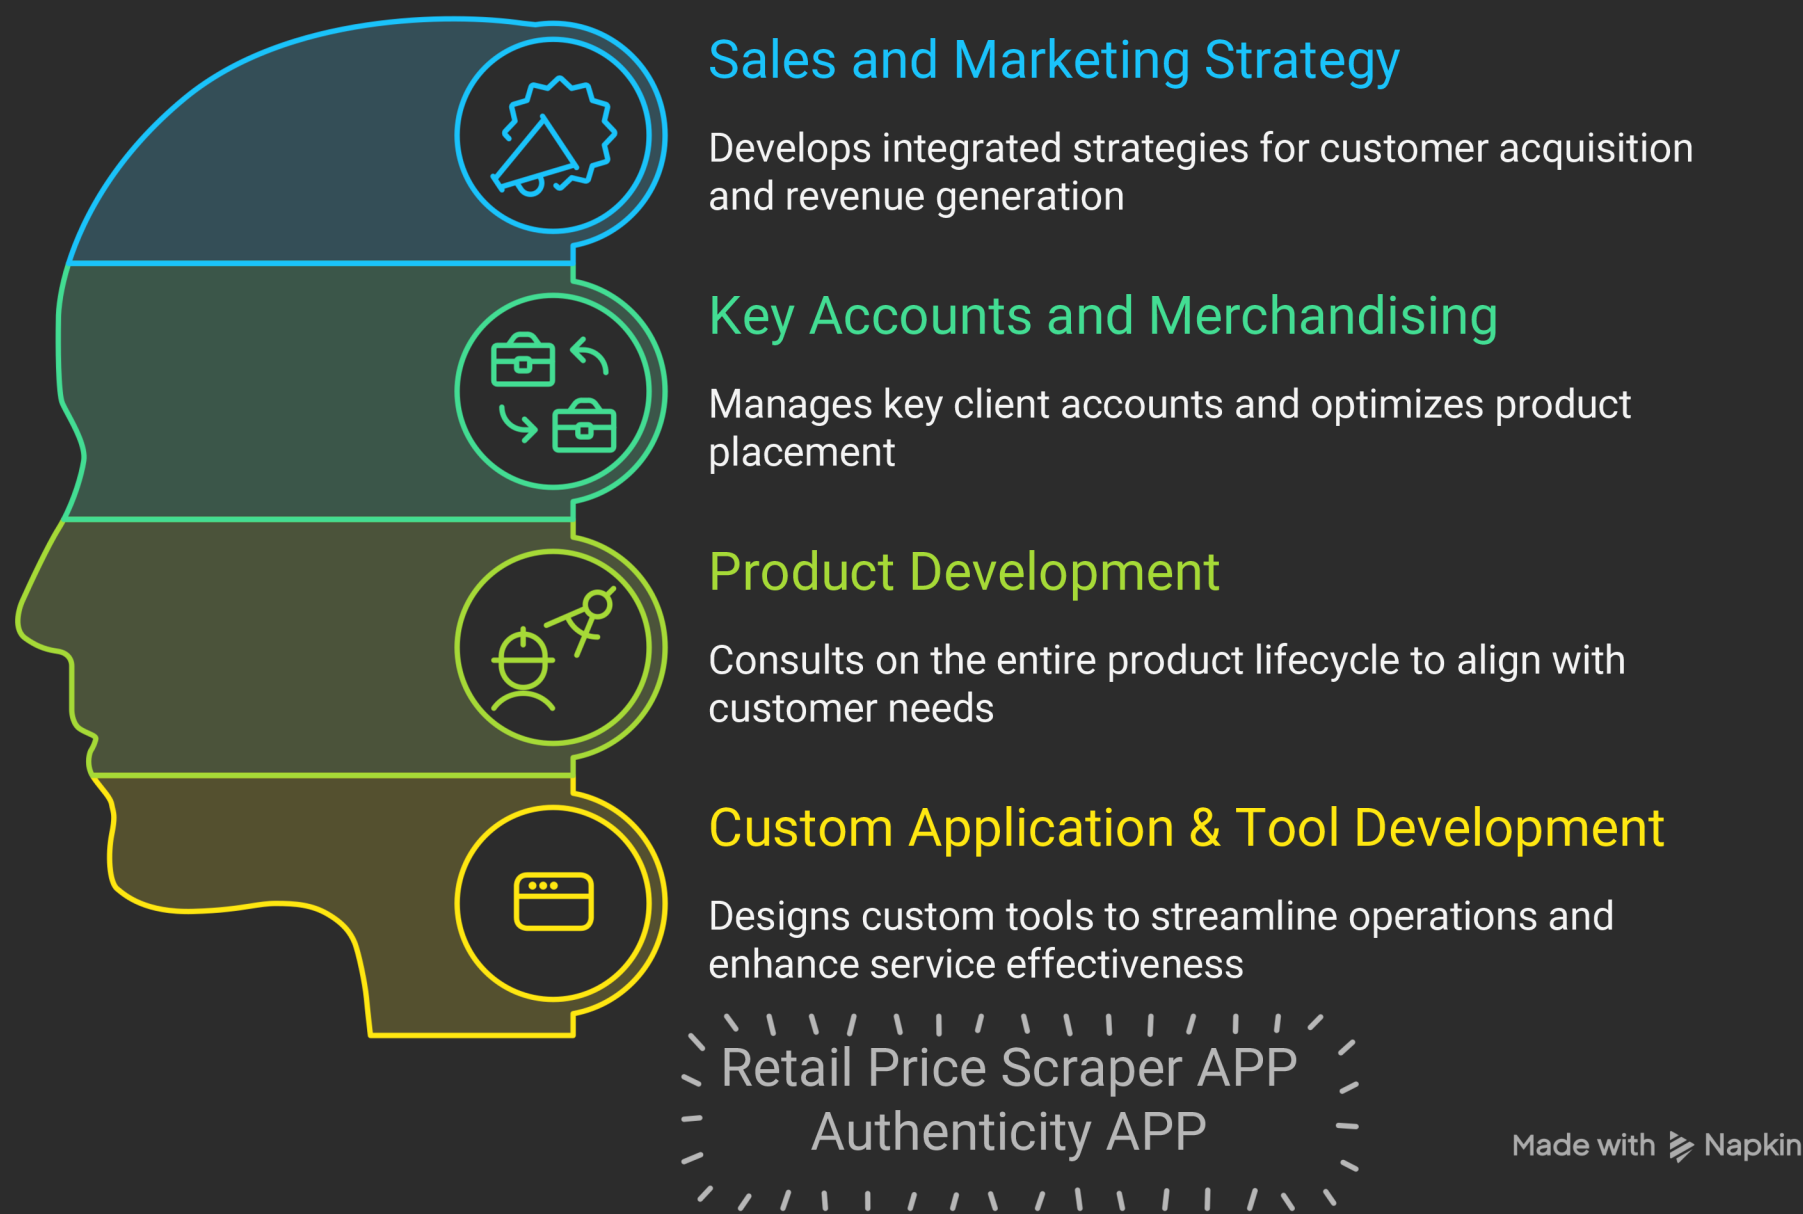 Sales and Marketing Strategy
Develops integrated strategies for customer acquisition
and revenue generation
Key Accounts and Merchandising
Manages key client accounts and optimizes product
placement
Product Development
Consults on the entire product lifecycle to align with
customer needs
Custom Application & Tool Development
Designs custom tools to streamline operations and
enhance service effectiveness
Retail Price Scraper APP
Authenticity APP
Made with Napkin